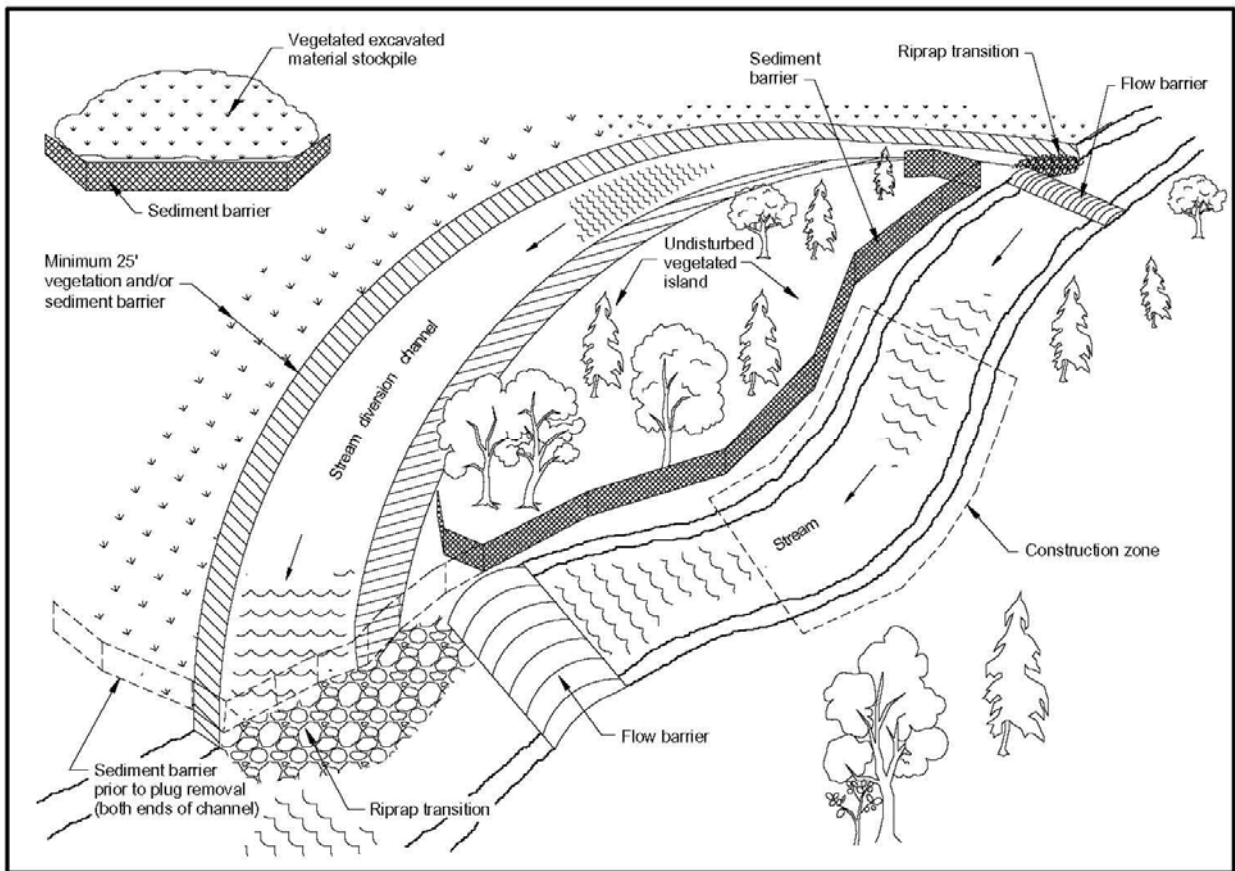 Vegetated excavated
material stockpile
Sediment barrier
Sediment
barrier
Riprap transition
Flow barrier
Minimum 25'
vegetation and/or
sediment barrier
Undisturbed
vegetated
island
Stream diversion channel
Stream
Construction zone
Flow barrier
Sediment barrier
prior to plug removal
(both ends of channel)
Riprap transition